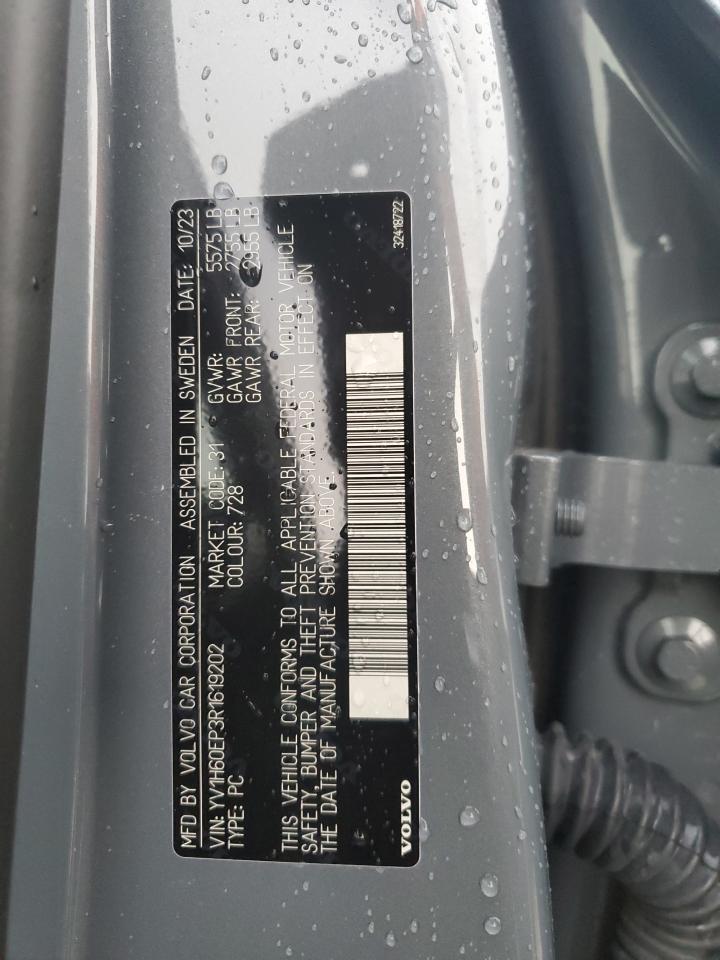 MFD BY VOLVO CAR CORPORATION ASSEMBLED IN SWEDEN DATE: 10/23
VIN: YV1H60EP3R1619202 GVWR: 5575 LB
TYPE: PC MARKET CODE: 31 GAWR FRONT: 2755 LB
COLOUR: 728 GAWR REAR: 2955 LB
THIS VEHICLE CONFORMS TO ALL APPLICABLE FEDERAL MOTOR VEHICLE
SAFETY, BUMPER AND THEFT PREVENTION STANDARDS IN EFFECT ON
THE DATE OF MANUFACTURE SHOWN ABOVE.
VOLVO 32418722